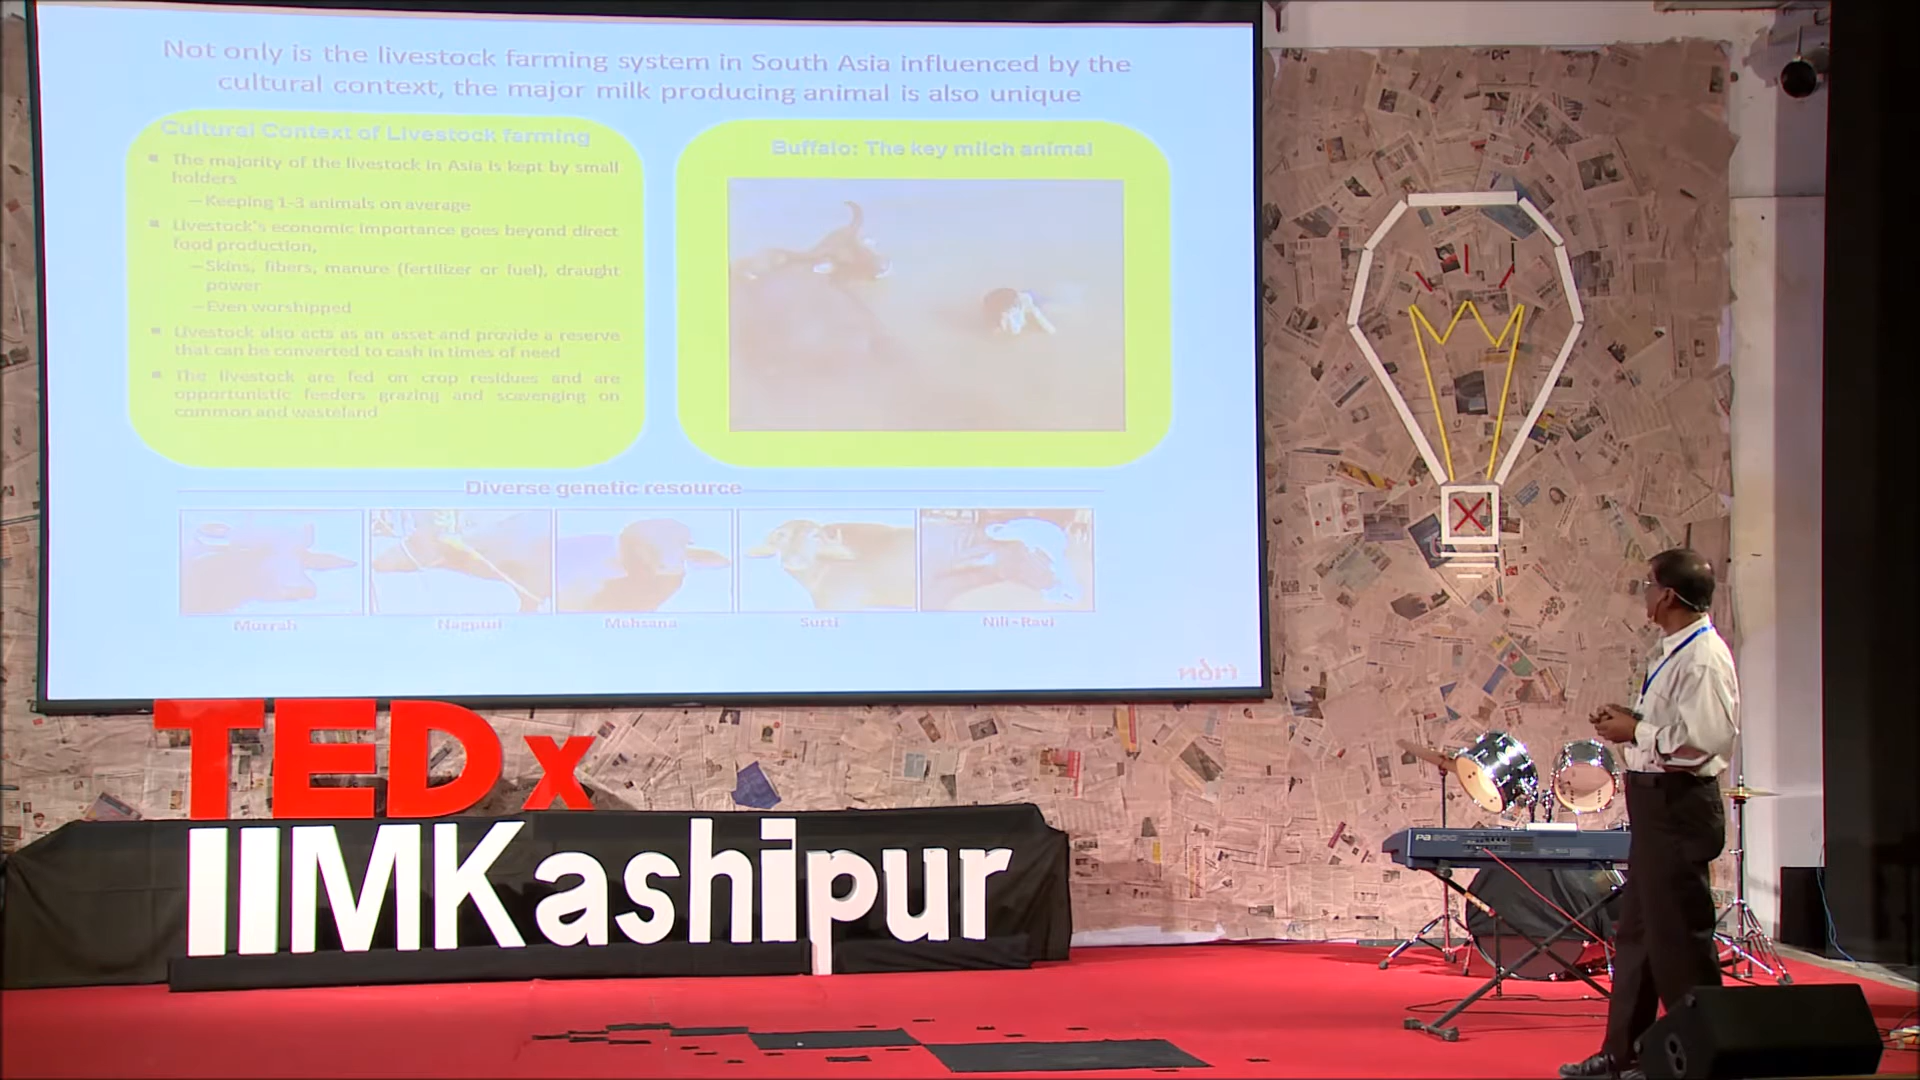 Not only is the livestock farming system in South Asia influenced by the
cultural context, the major milk producing animal is also unique
Cultural Context of Livestock farming
The majority of the livestock in Asia is kept by small
holders
—Keeping 1-3 animals on average
Livestock's economic importance goes beyond direct
food production,
—Skins, fibers, manure (fertilizer or fuel), draught
power
—Even worshipped
Livestock also acts as an asset and provide a reserve
that can be converted to cash in times of need
The livestock are fed on crop residues and are
opportunistic feeders grazing and scavenging on
common and wasteland
Buffalo: The key milch animal
Diverse genetic resource
Murrah
Nagpuri
Mehsana
Surti
Nili-Ravi
ndri
TEDx
IIMKashipur
PA 600